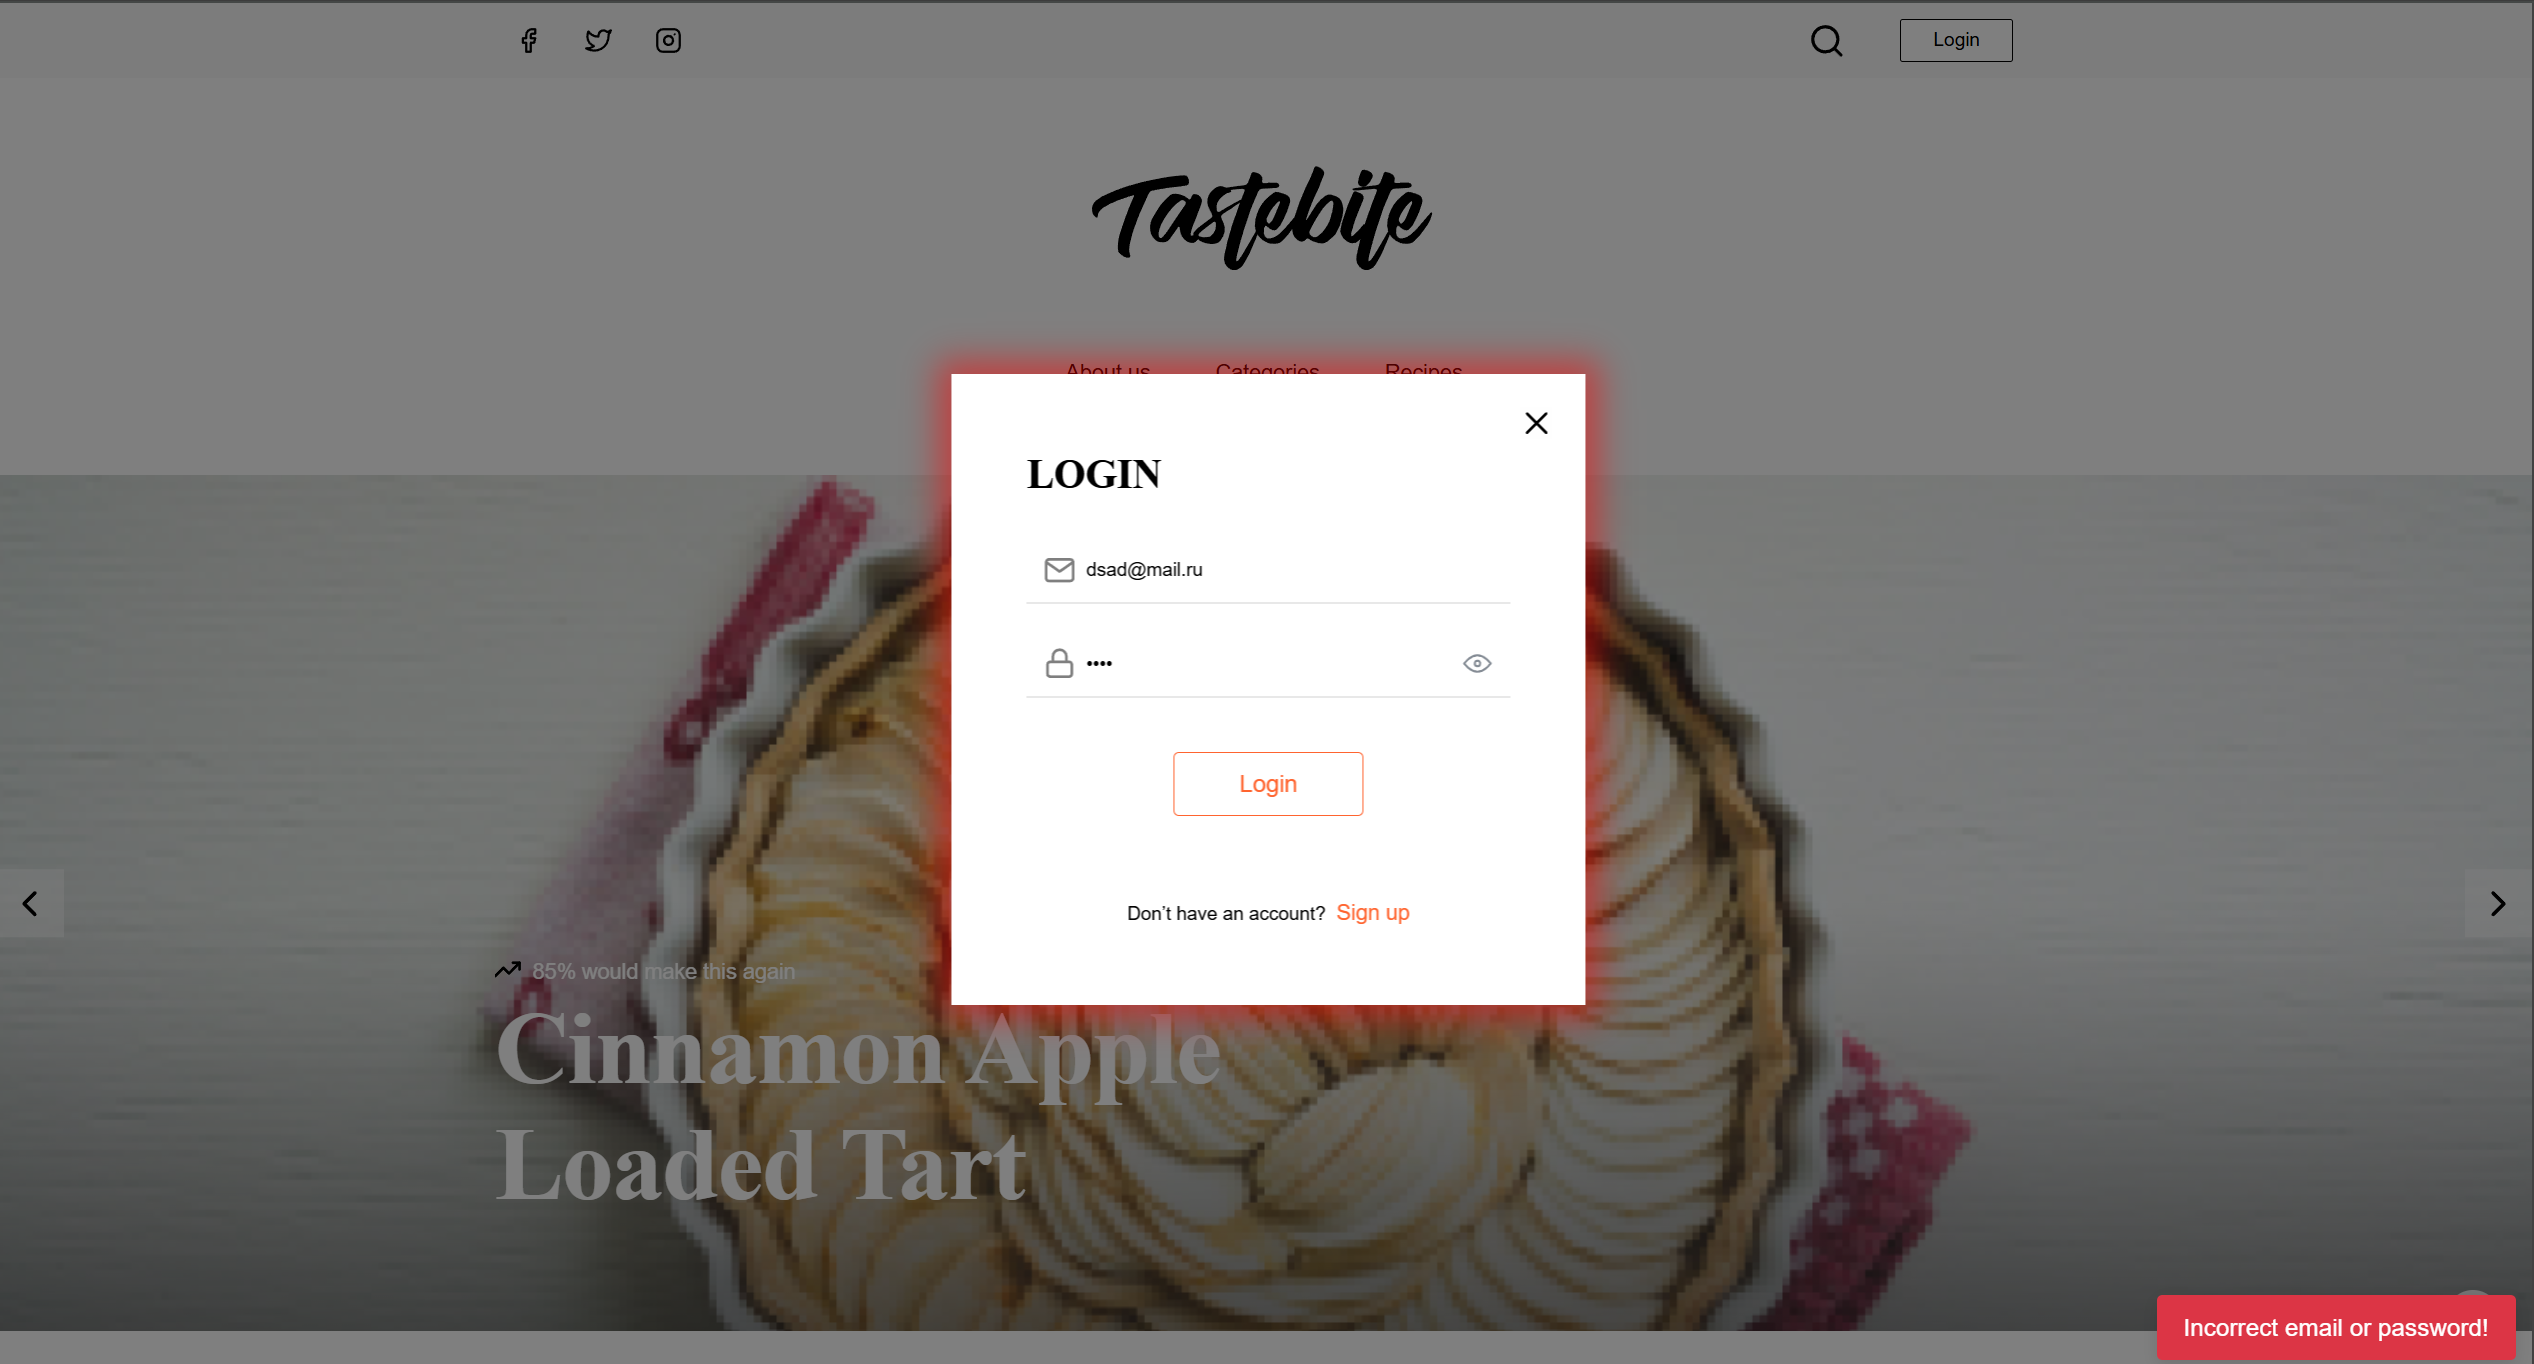 Login
Tastebite
About us Categories Recipes
LOGIN
dsad@mail.ru
••••
Login
Don't have an account? Sign up
85% would make this again
Cinnamon Apple
Loaded Tart
Incorrect email or password!